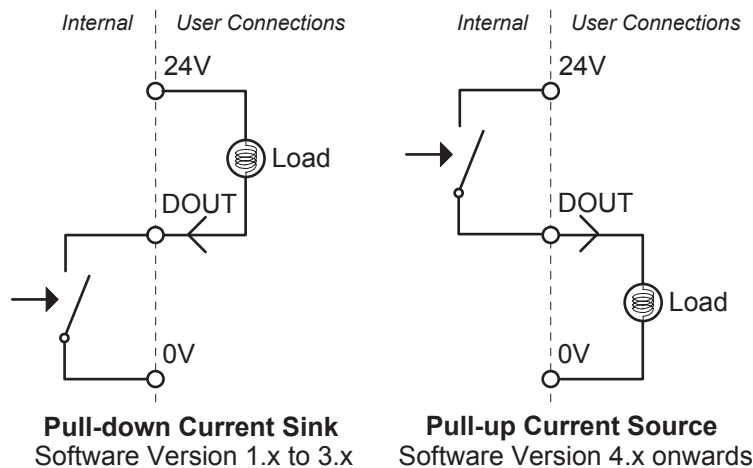 Internal User Connections
24V
Load
DOUT
0V
Pull-down Current Sink
Software Version 1.x to 3.x
Internal User Connections
24V
DOUT
Load
0V
Pull-up Current Source
Software Version 4.x onwards